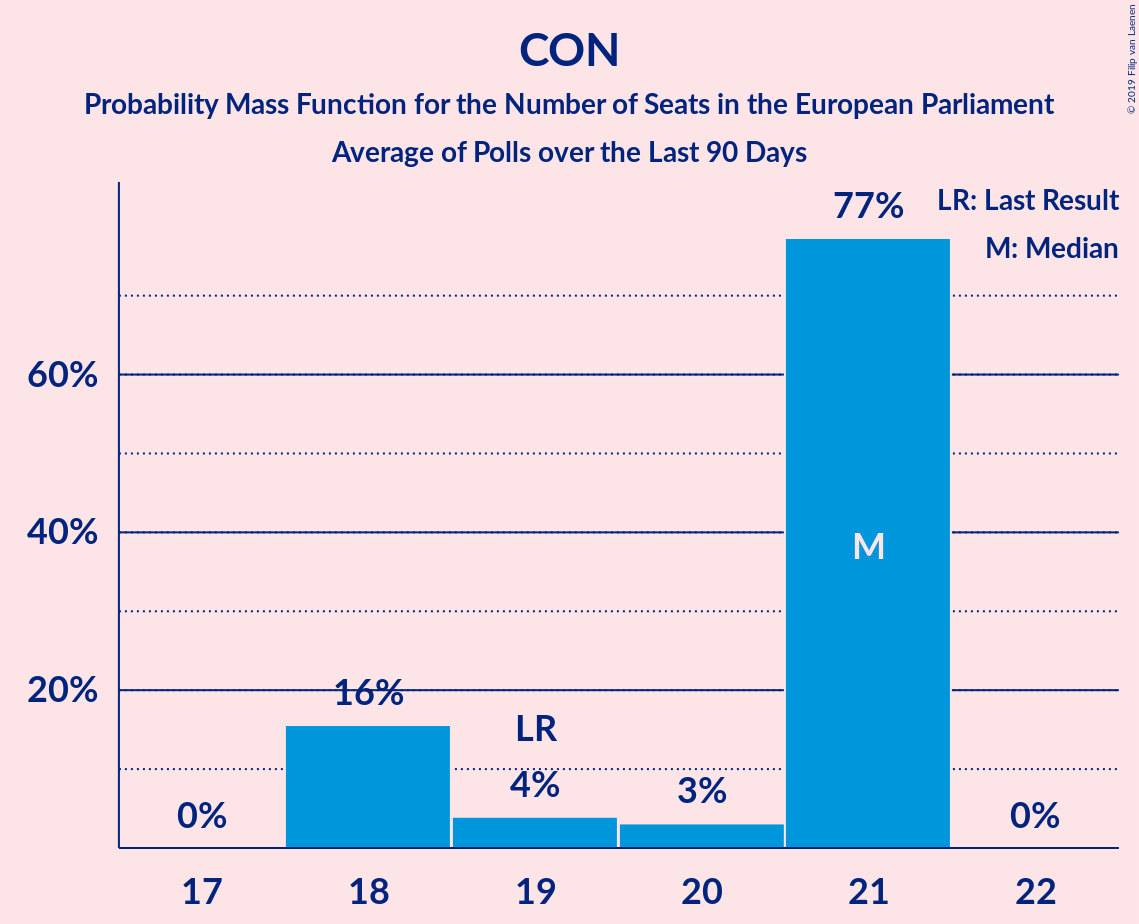 CON
Probability Mass Function for the Number of Seats in the European Parliament
Average of Polls over the Last 90 Days
© 2019 Filip van Laenen
LR: Last Result
M: Median
77%
60%
40%
20%
M
16%
LR
4%
3%
0%
0%
17 18 19 20 21 22